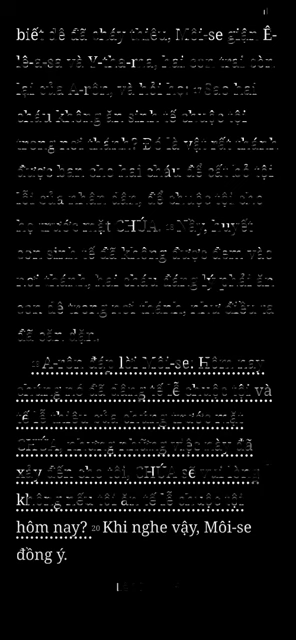 biết dê đã cháy thiêu, Môi-se giận Ê-
lê-a-sa và Y-tha-ma, hai con trai còn
lại của A-rôn, và hỏi họ: Sao hai
cháu không ăn sinh tế chuộc tội
trong nơi thánh? Đó là vật rất thánh
được ban cho hai cháu để cất bỏ tội
lỗi của nhân dân, để chuộc tội cho
họ trước mặt CHÚA. Nầy, huyết
con sinh tế đã không được đem vào
nơi thánh, hai cháu đáng lý phải ăn
con dê trong nơi thánh, như điều ta
đã căn dặn.
A-rôn đáp lời Môi-se: Hôm nay
chúng nó đã dâng tế lễ chuộc tội và
tế lễ thiêu của chúng trước mặt
CHÚA, nhưng những việc này đã
xảy đến cho tôi, CHÚA sẽ vui lòng
không nếu tôi ăn tế lễ chuộc tội
hôm nay? 20 Khi nghe vậy, Môi-se
đồng ý.